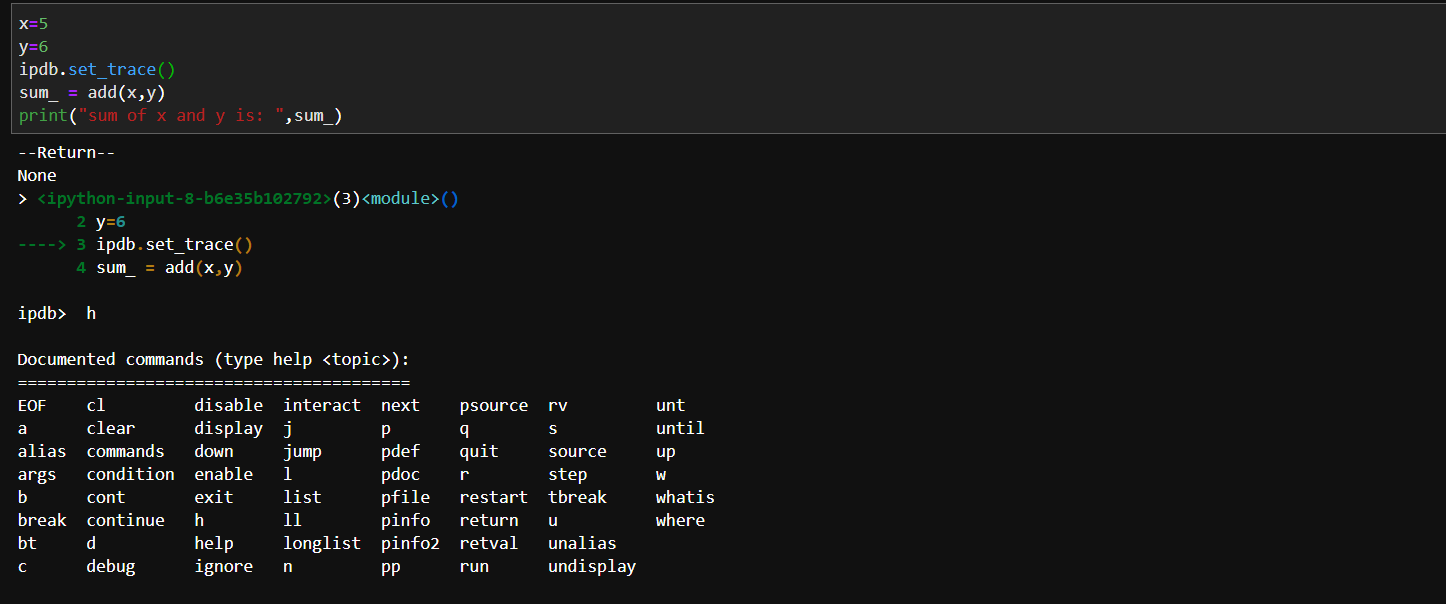 x=5
y=6
ipdb.set_trace()
sum_ = add(x,y)
print("sum of x and y is: ",sum_)
--Return--
None
> <ipython-input-8-b6e35b102792>(3)<module>()
      2 y=6
----> 3 ipdb.set_trace()
      4 sum_ = add(x,y)
ipdb>  h
Documented commands (type help <topic>):
========================================
EOF    cl         disable  interact  next    psource  rv         unt
a      clear      display  j         p       q        s          until
alias  commands   down     jump      pdef    quit     source     up
args   condition  enable   l         pdoc    r        step       w
b      cont       exit     list      pfile   restart  tbreak     whatis
break  continue   h        ll        pinfo   return   u          where
bt     d          help     longlist  pinfo2  retval   unalias
c      debug      ignore   n         pp      run      undisplay